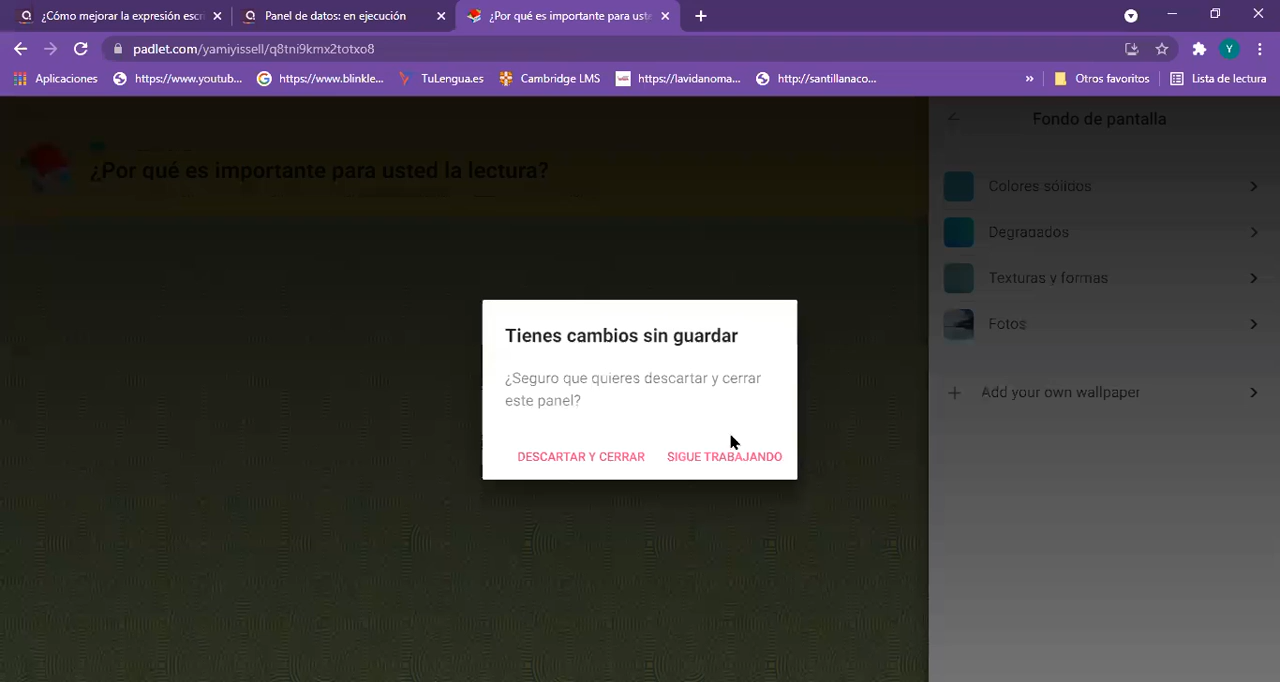 ¿Cómo mejorar la expresión escri
Panel de datos: en ejecución
¿Por qué es importante para uste
padlet.com/yamiyissell/q8tni9kmx2totxo8
Y
Aplicaciones
https://www.youtub...
https://www.blinkle...
TuLengua.es
Cambridge LMS
https://lavidanoma...
http://santillanaco...
»
Otros favoritos
Lista de lectura
¿Por qué es importante para usted la lectura?
Fondo de pantalla
Colores sólidos
Degradados
Texturas y formas
Fotos
Add your own wallpaper
Tienes cambios sin guardar
¿Seguro que quieres descartar y cerrar
este panel?
DESCARTAR Y CERRAR
SIGUE TRABAJANDO